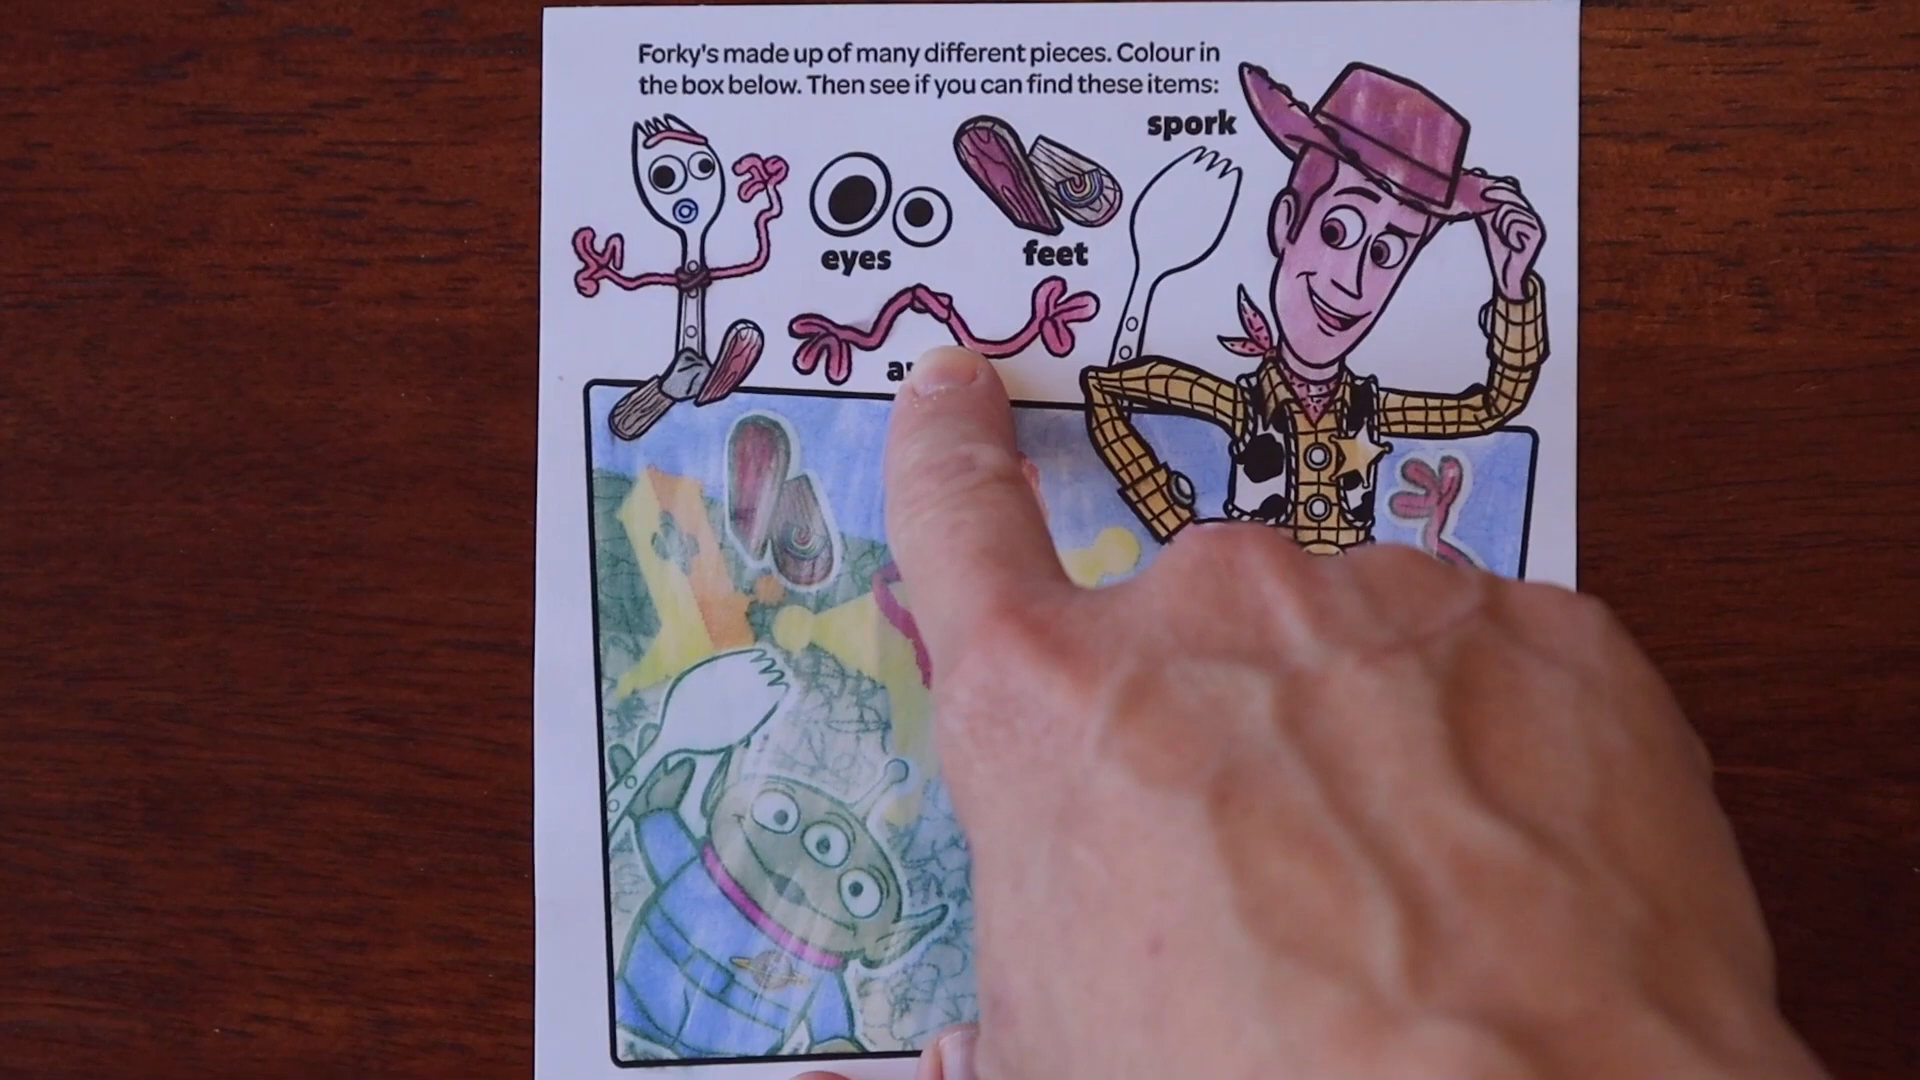 Forky's made up of many different pieces. Colour in
the box below. Then see if you can find these items:
spork
eyes
feet